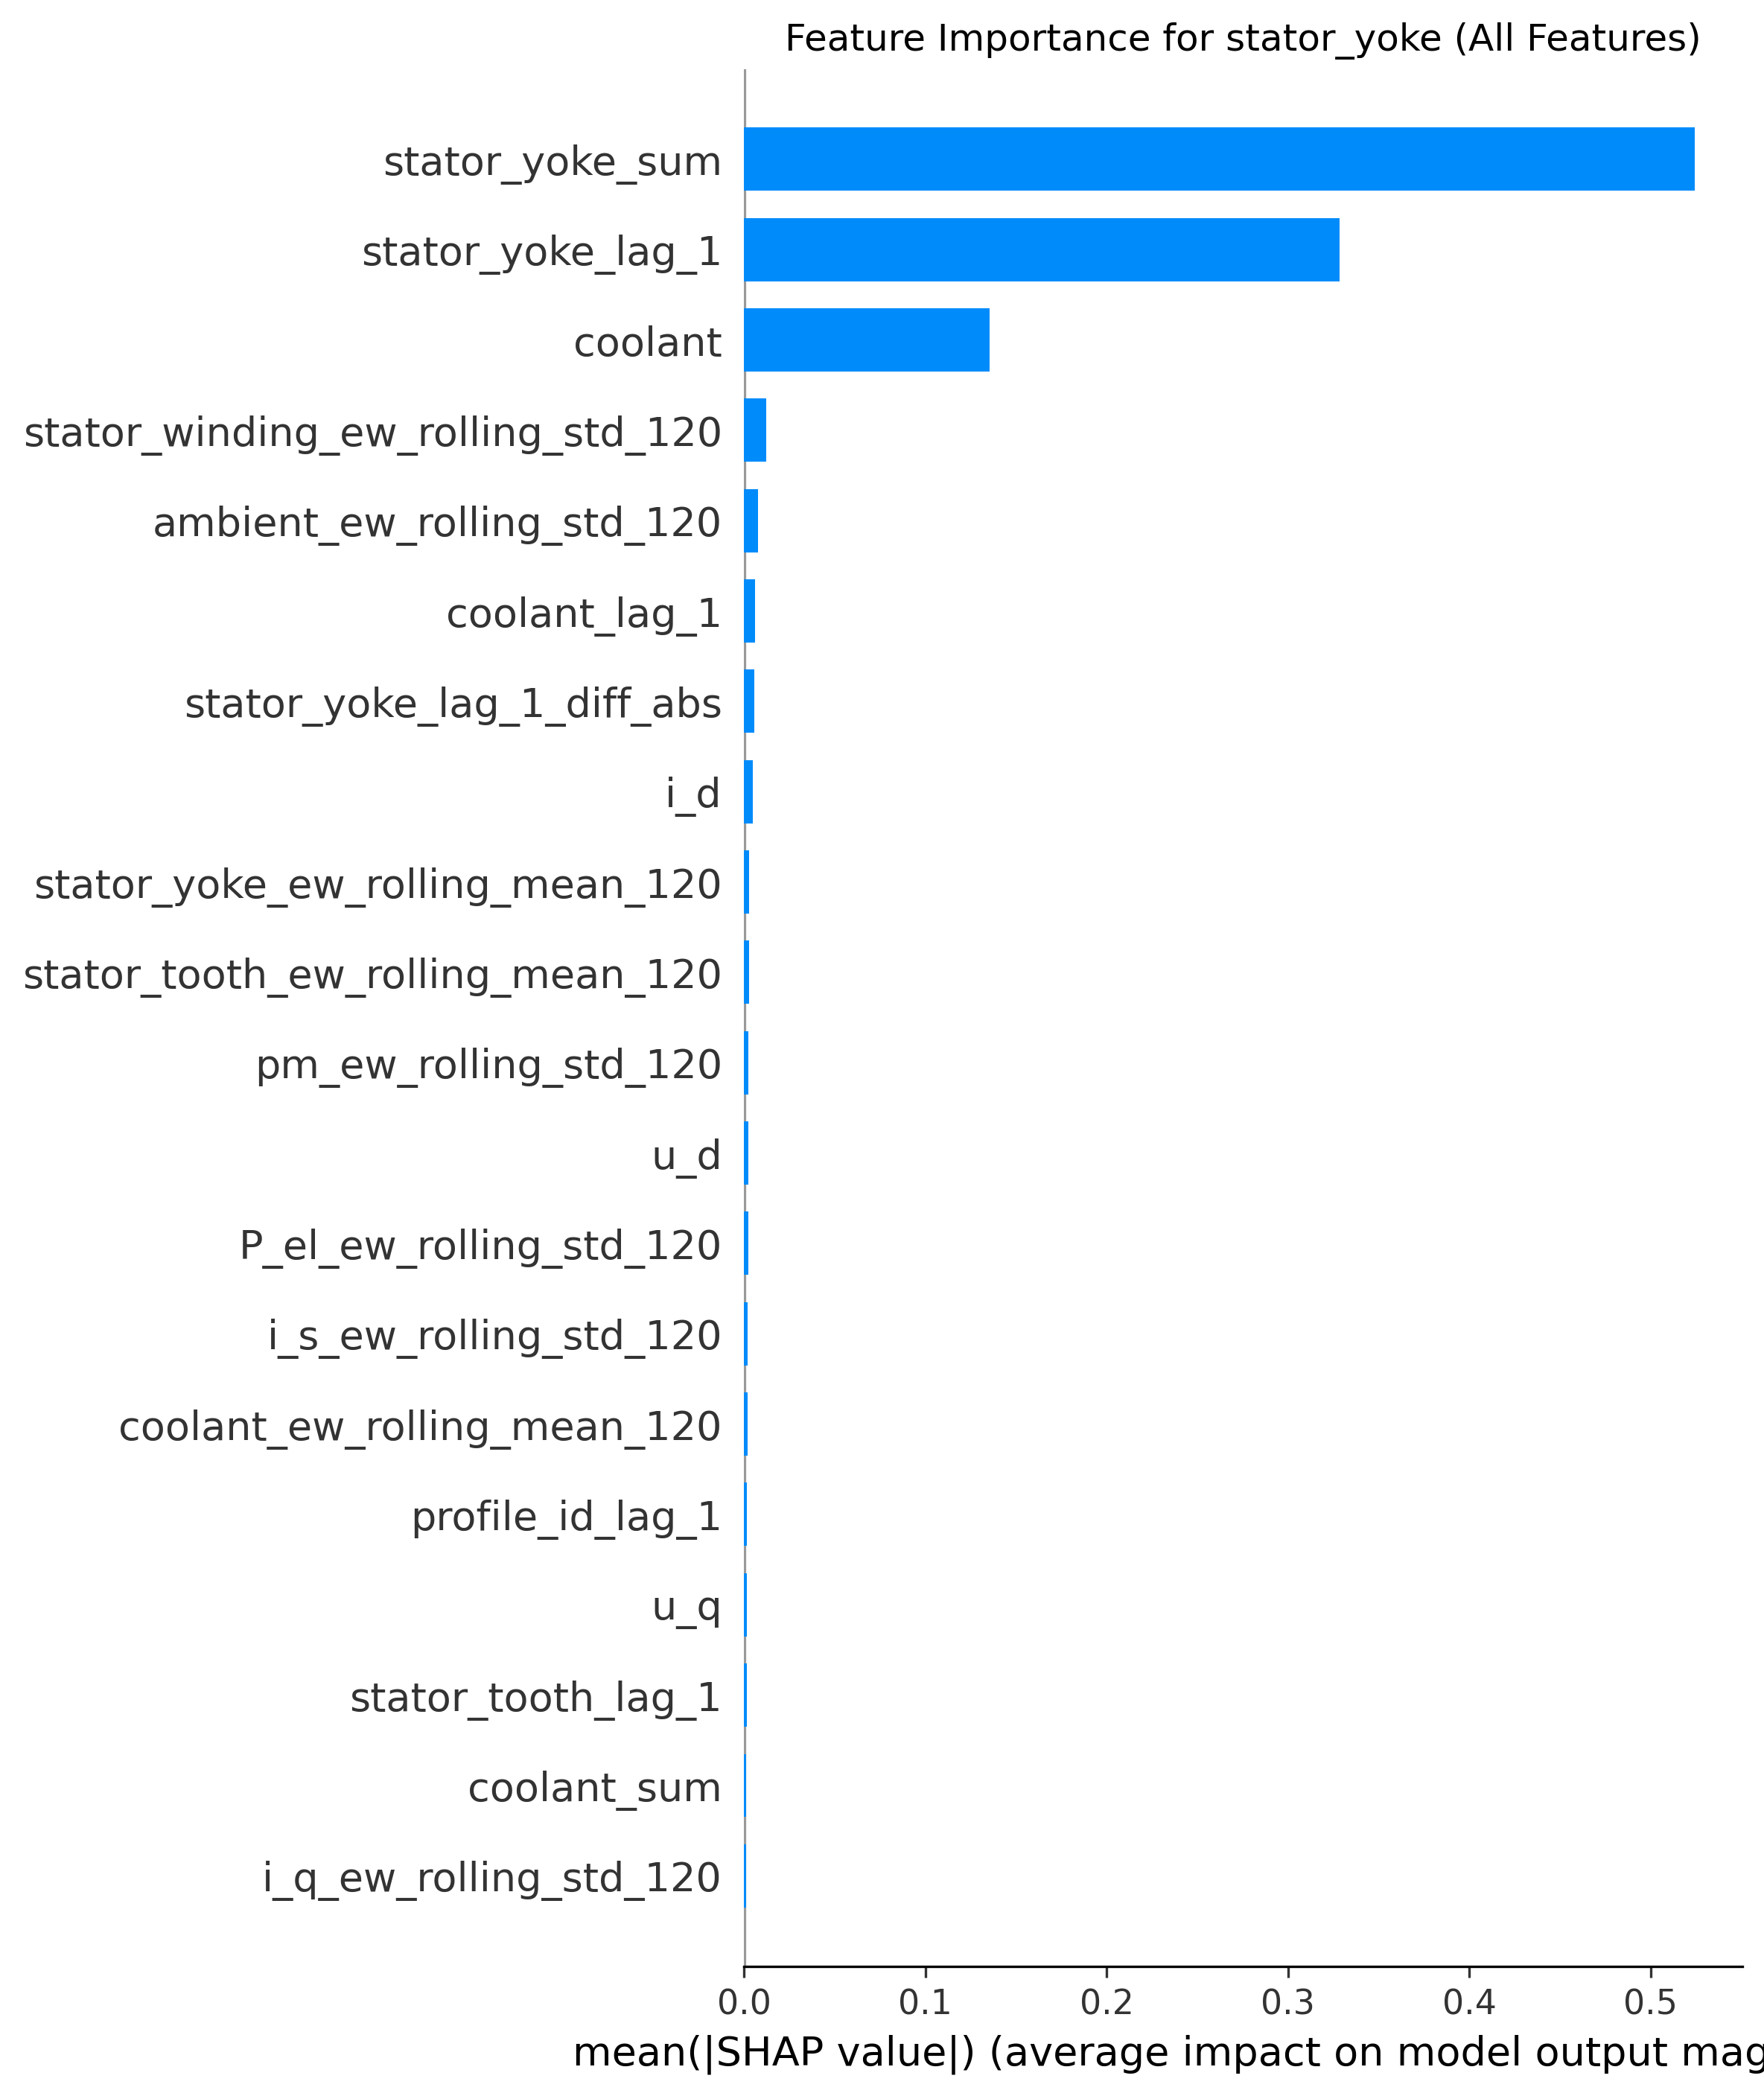 Feature Importance for stator_yoke (All Features)
stator_yoke_sum
stator_yoke_lag_1
coolant
stator_winding_ew_rolling_std_120
ambient_ew_rolling_std_120
coolant_lag_1
stator_yoke_lag_1_diff_abs
i_d
stator_yoke_ew_rolling_mean_120
stator_tooth_ew_rolling_mean_120
pm_ew_rolling_std_120
u_d
P_el_ew_rolling_std_120
i_s_ew_rolling_std_120
coolant_ew_rolling_mean_120
profile_id_lag_1
u_q
stator_tooth_lag_1
coolant_sum
i_q_ew_rolling_std_120
0.0 0.1 0.2 0.3 0.4 0.5
mean(|SHAP value|) (average impact on model output mag